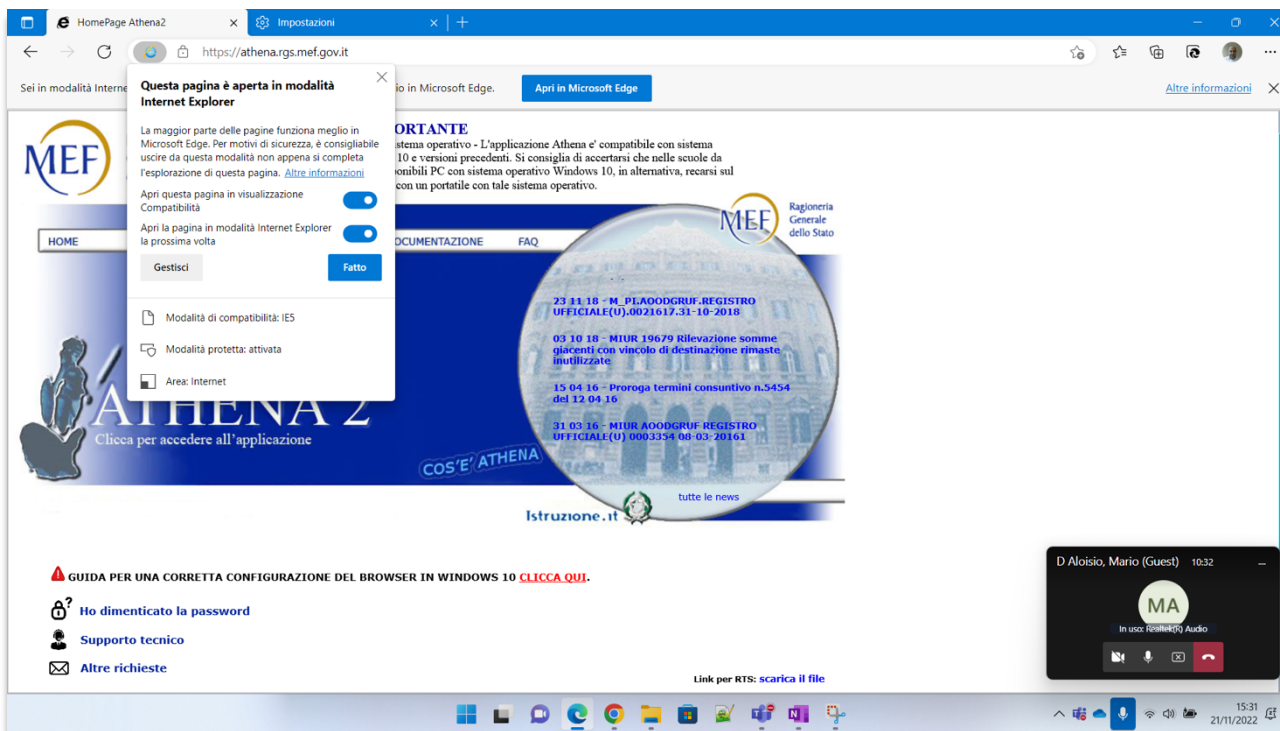 HomePage Athena2
Impostazioni
https://athena.rgs.mef.gov.it
Sei in modalità Interne
io in Microsoft Edge.
Apri in Microsoft Edge
Altre informazioni
Questa pagina è aperta in modalità
Internet Explorer
La maggior parte delle pagine funziona meglio in
Microsoft Edge. Per motivi di sicurezza, è consigliabile
uscire da questa modalità non appena si completa
l'esplorazione di questa pagina. Altre informazioni
Apri questa pagina in visualizzazione
Compatibilità
Apri la pagina in modalità Internet Explorer
la prossima volta
Gestisci
Fatto
Modalità di compatibilità: IE5
Modalità protetta: attivata
Area: Internet
MEF
ORTANTE
istema operativo - L'applicazione Athena e' compatibile con sistema
10 e versioni precedenti. Si consiglia di accertarsi che nelle scuole da
onibili PC con sistema operativo Windows 10, in alternativa, recarsi sul
con un portatile con tale sistema operativo.
MEF
Ragioneria
Generale
dello Stato
HOME
OCUMENTAZIONE
FAQ
23 11 18 - M_PI.AOODGRUF.REGISTRO
UFFICIALE(U).0021617.31-10-2018
03 10 18 - MIUR 19679 Rilevazione somme
giacenti con vincolo di destinazione rimaste
inutilizzate
15 04 16 - Proroga termini consuntivo n.5454
del 12 04 16
31 03 16 - MIUR AOODGRUF REGISTRO
UFFICIALE(U) 0003354 08-03-20161
tutte le news
ATHENA 2
Clicca per accedere all'applicazione
COS'E' ATHENA
Istruzione.it
GUIDA PER UNA CORRETTA CONFIGURAZIONE DEL BROWSER IN WINDOWS 10 CLICCA QUI.
Ho dimenticato la password
Supporto tecnico
Altre richieste
Link per RTS: scarica il file
D Aloisio, Mario (Guest) 10:32
MA
In uso: Realtek(R) Audio
15:31
21/11/2022